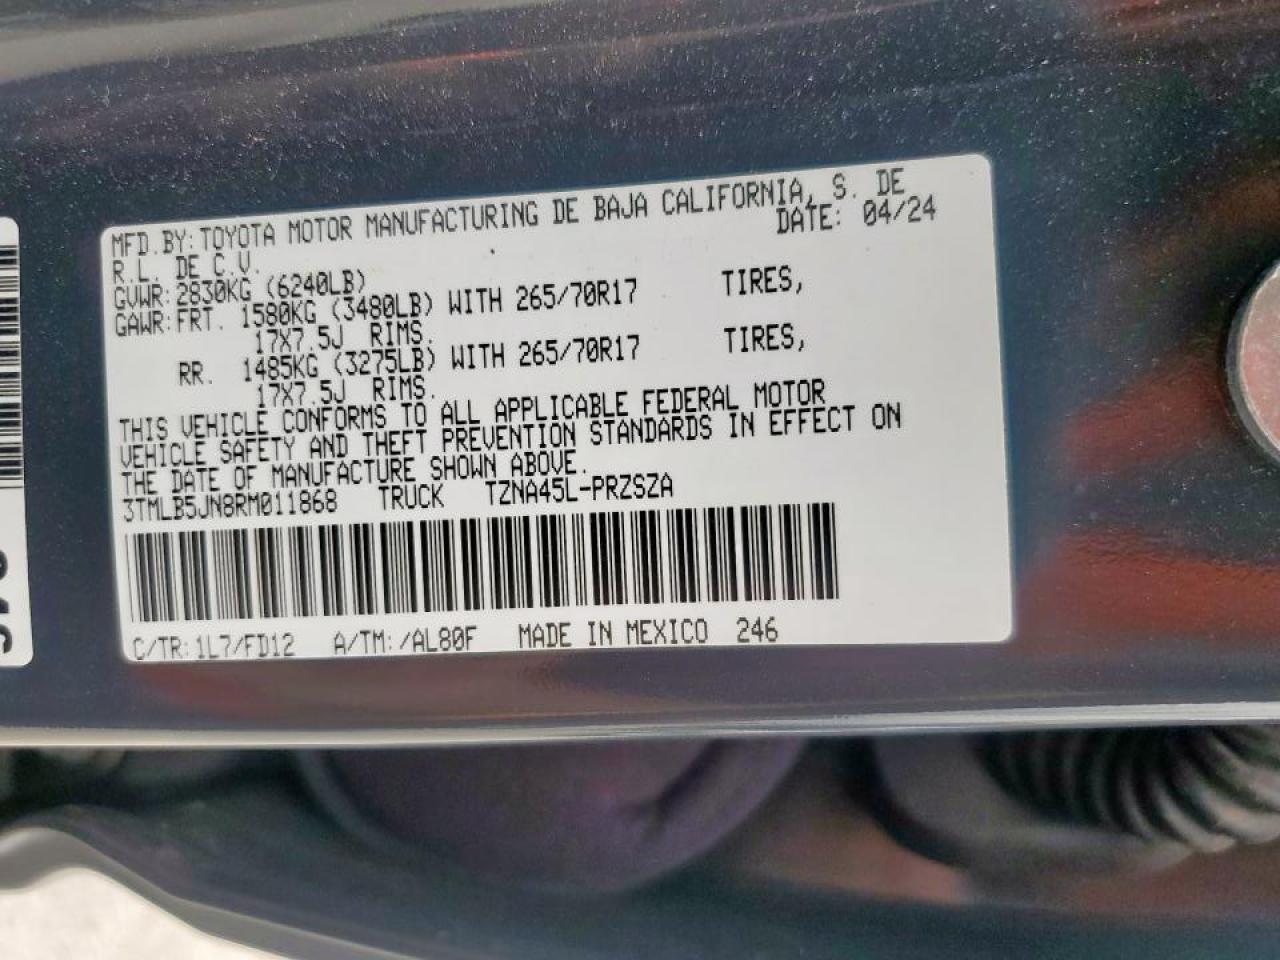 MFD.BY: TOYOTA MOTOR MANUFACTURING DE BAJA CALIFORNIA, S. DE
R.L. DE C.V. DATE: 04/24
GVWR: 2830KG (6240LB)
GAWR: FRT. 1580KG (3480LB) WITH 265/70R17 TIRES,
17X7.5J RIMS.
RR. 1485KG (3275LB) WITH 265/70R17 TIRES,
17X7.5J RIMS.
THIS VEHICLE CONFORMS TO ALL APPLICABLE FEDERAL MOTOR
VEHICLE SAFETY AND THEFT PREVENTION STANDARDS IN EFFECT ON
THE DATE OF MANUFACTURE SHOWN ABOVE.
3TMLB5JN8RM011868 TRUCK TZNA45L-PRZSZA
C/TR: 1L7/FD12 A/TM: /AL80F MADE IN MEXICO 246